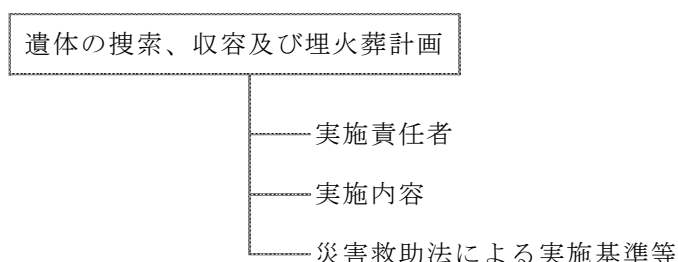 遺体の捜索、収容及び埋火葬計画
実施責任者
実施内容
災害救助法による実施基準等